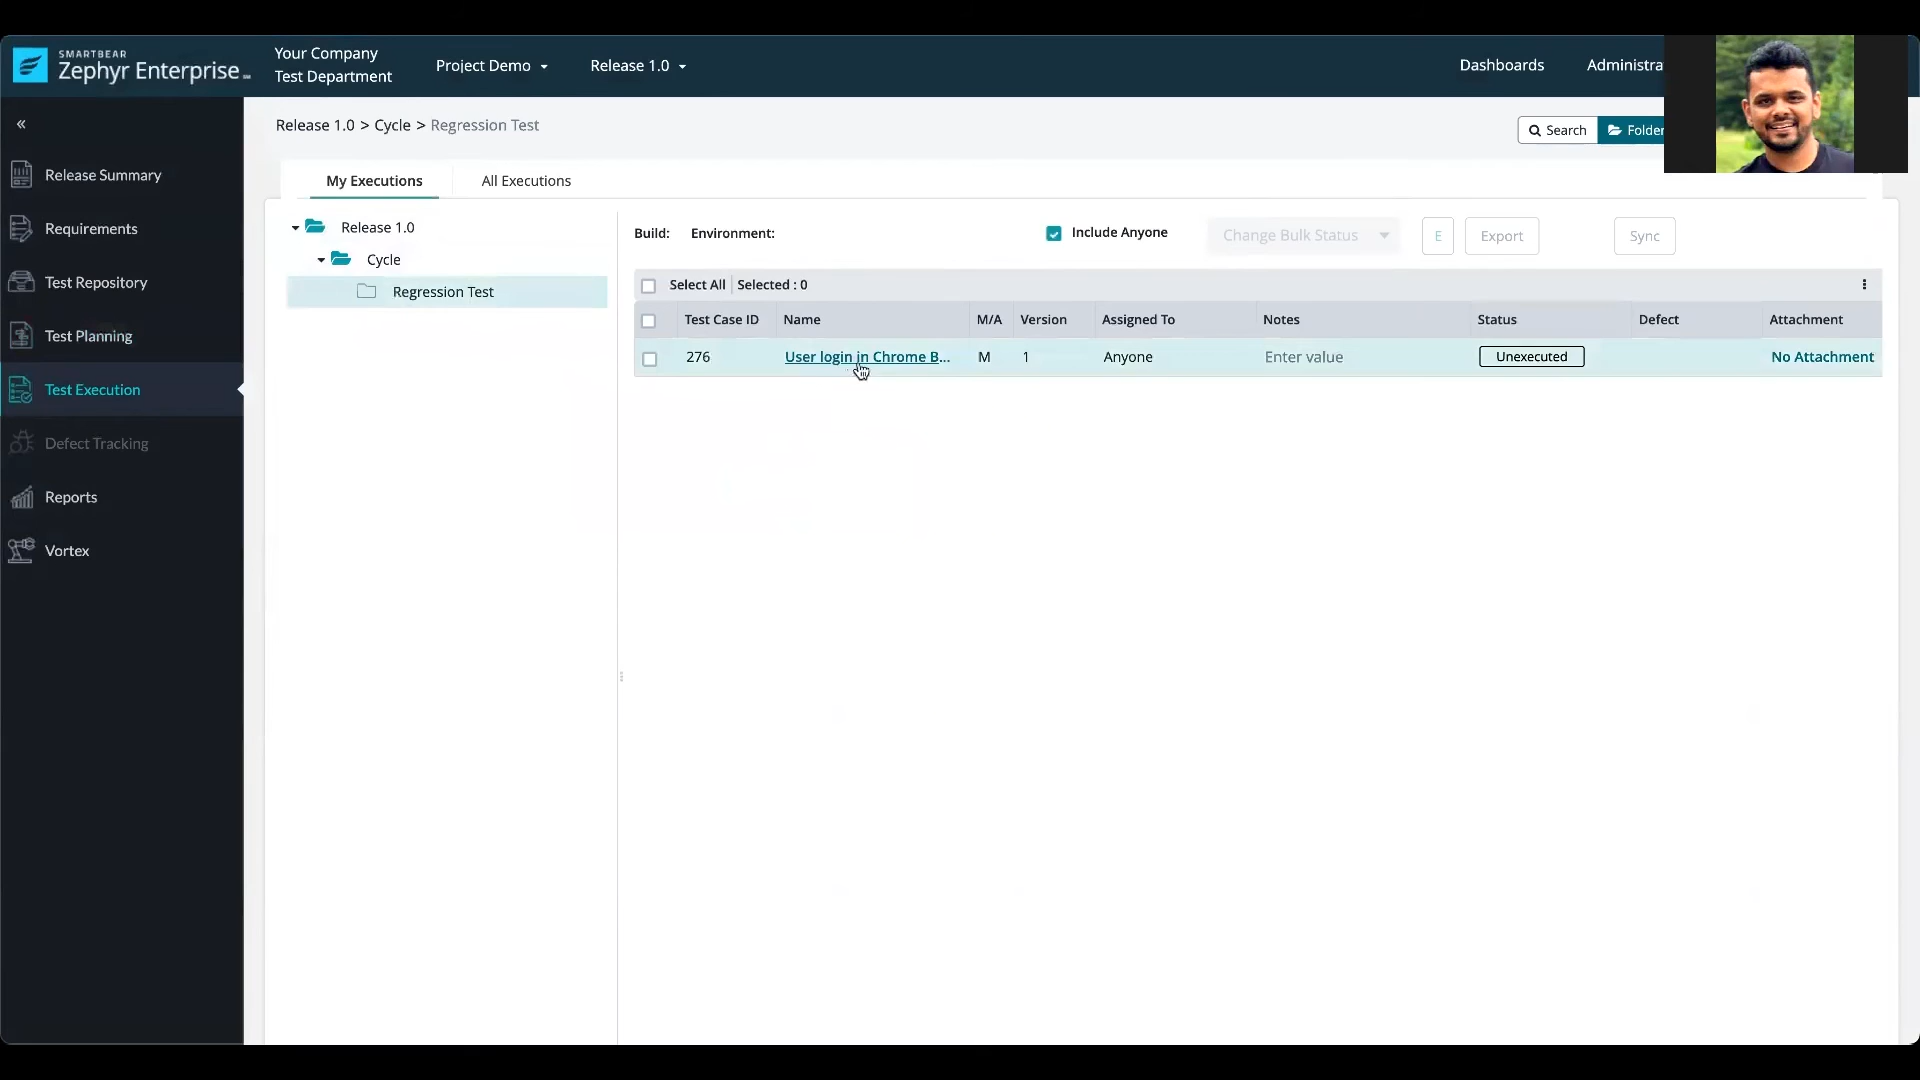 SMARTBEAR
Zephyr Enterprise
Your Company
Test Department
Project Demo
Release 1.0
Dashboards
Administra
«
Release Summary
Requirements
Test Repository
Test Planning
Test Execution
Defect Tracking
Reports
Vortex
Release 1.0 > Cycle > Regression Test
Search
Folder
My Executions
All Executions
Release 1.0
Cycle
Regression Test
Build:
Environment:
Include Anyone
Change Bulk Status
E
Export
Sync
Select All
Selected : 0
Test Case ID
Name
M/A
Version
Assigned To
Notes
Status
Defect
Attachment
276
User login in Chrome B...
M
1
Anyone
Enter value
Unexecuted
No Attachment